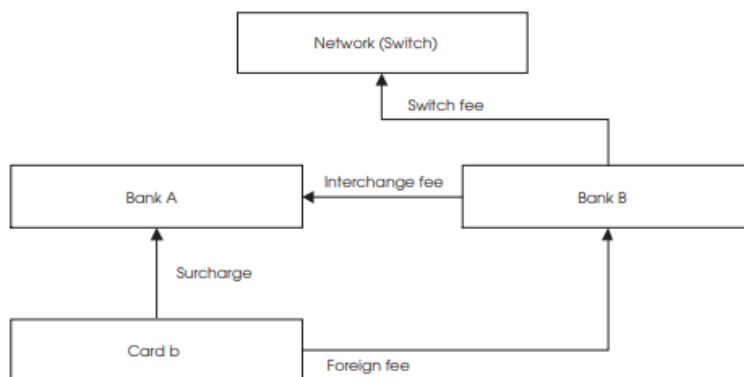 Network (Switch)
Switch fee
Interchange fee
Bank A
Bank B
Surcharge
Card b
Foreign fee